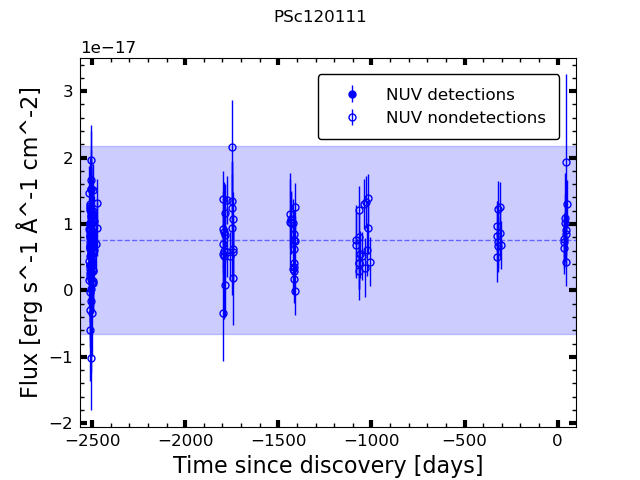 PSc120111
1e−17
NUV detections
NUV nondetections
3
2
1
0
−1
−2
Flux [erg s^-1 Å^-1 cm^-2]
−2500 −2000 −1500 −1000 −500 0
Time since discovery [days]